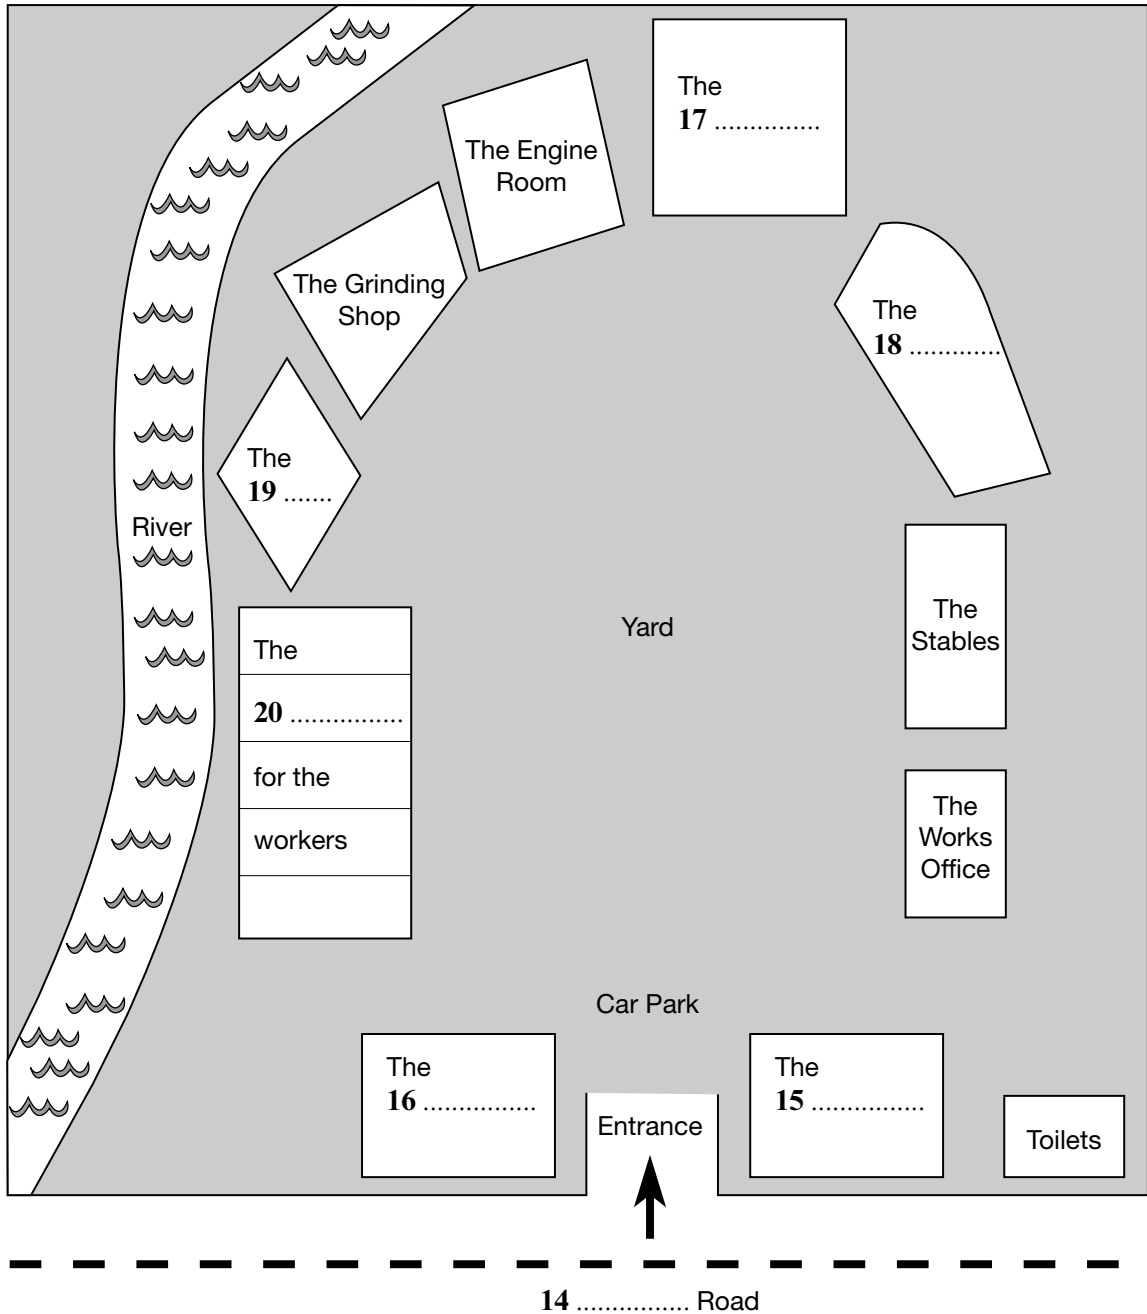 The
17 ...............
The Engine
Room
The Grinding
Shop
The
18 .............
The
19 .......
River
Yard
The
Stables
The
20 ................
for the
workers
The
Works
Office
Car Park
The
16 ................
Entrance
The
15 ................
Toilets
14 ................ Road